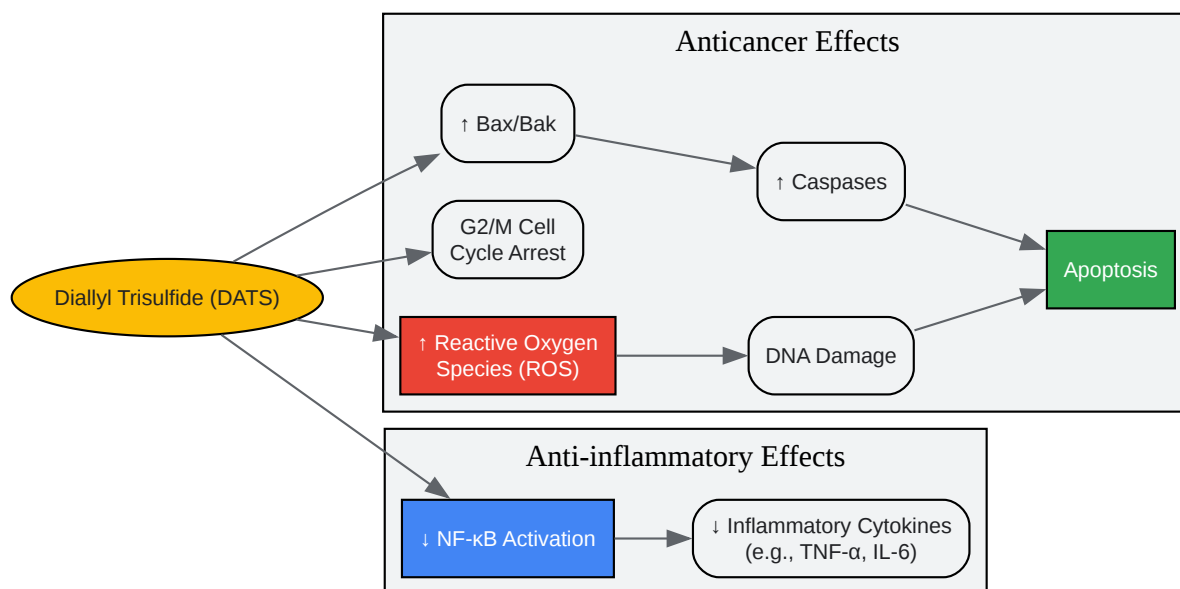 Anticancer Effects
↑ Bax/Bak
↑ Caspases
G2/M Cell
Cycle Arrest
Apoptosis
Diallyl Trisulfide (DATS)
↑ Reactive Oxygen
Species (ROS)
DNA Damage
Anti-inflammatory Effects
↓ NF-κB Activation
↓ Inflammatory Cytokines
(e.g., TNF-α, IL-6)